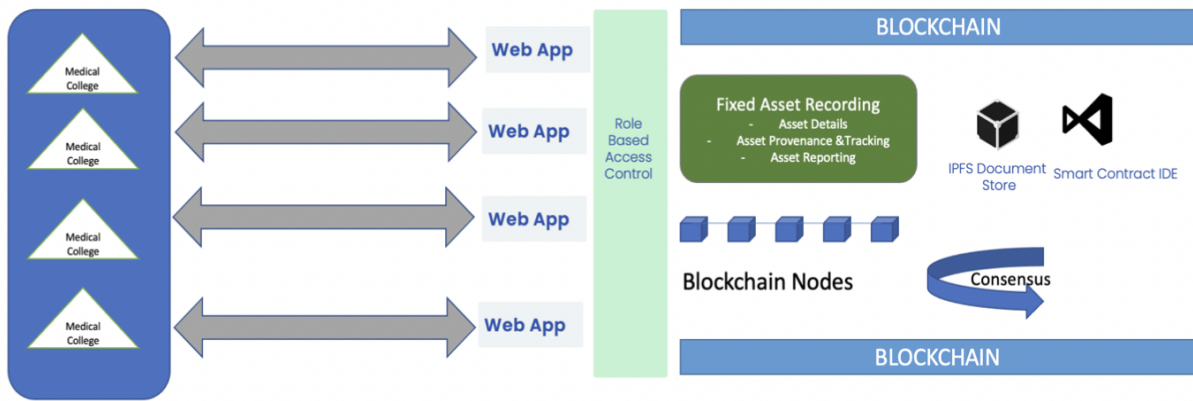 Medical
College
Medical
College
Medical
College
Medical
College
Web App
Web App
Web App
Web App
Role
Based
Access
Control
BLOCKCHAIN
Fixed Asset Recording
- Asset Details
- Asset Provenance &Tracking
- Asset Reporting
IPFS Document
Store
Smart Contract IDE
Blockchain Nodes
Consensus
BLOCKCHAIN